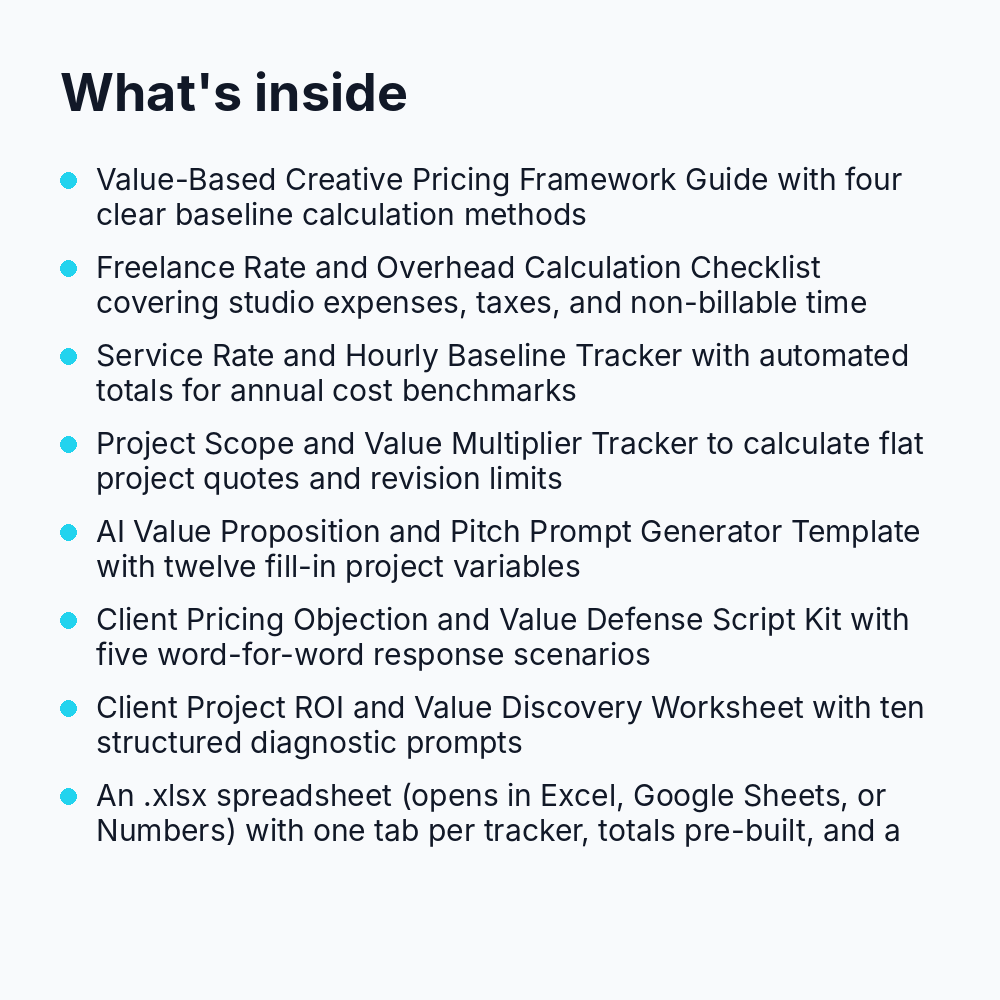 What's inside
Value-Based Creative Pricing Framework Guide with four
clear baseline calculation methods
Freelance Rate and Overhead Calculation Checklist
covering studio expenses, taxes, and non-billable time
Service Rate and Hourly Baseline Tracker with automated
totals for annual cost benchmarks
Project Scope and Value Multiplier Tracker to calculate flat
project quotes and revision limits
AI Value Proposition and Pitch Prompt Generator Template
with twelve fill-in project variables
Client Pricing Objection and Value Defense Script Kit with
five word-for-word response scenarios
Client Project ROI and Value Discovery Worksheet with ten
structured diagnostic prompts
An .xlsx spreadsheet (opens in Excel, Google Sheets, or
Numbers) with one tab per tracker, totals pre-built, and a